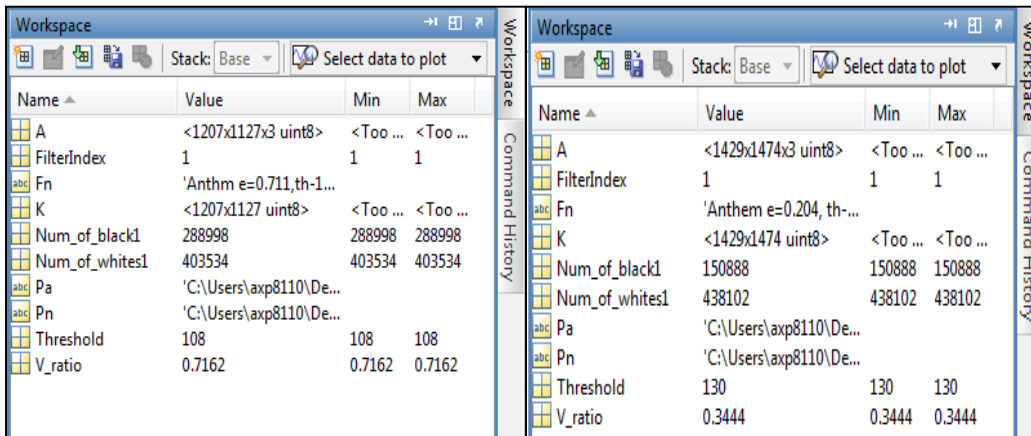 Workspace
Stack: Base Select data to plot
Name Value Min Max
A <1207x1127x3 uint8> <Too ... <Too ...
FilterIndex 1 1 1
abc Fn 'Anthm e=0.711,th-1...
K <1207x1127 uint8> <Too ... <Too ...
Num_of_black1 288998 288998 288998
Num_of_whites1 403534 403534 403534
abc Pa 'C:\Users\axp8110\De...
abc Pn 'C:\Users\axp8110\De...
Threshold 108 108 108
V_ratio 0.7162 0.7162 0.7162
Workspace
Command History
Workspace
Stack: Base Select data to plot
Name Value Min Max
A <1429x1474x3 uint8> <Too ... <Too ...
FilterIndex 1 1 1
abc Fn 'Anthem e=0.204, th-...
K <1429x1474 uint8> <Too ... <Too ...
Num_of_black1 150888 150888 150888
Num_of_whites1 438102 438102 438102
abc Pa 'C:\Users\axp8110\De...
abc Pn 'C:\Users\axp8110\De...
Threshold 130 130 130
V_ratio 0.3444 0.3444 0.3444
Workspace
Command History